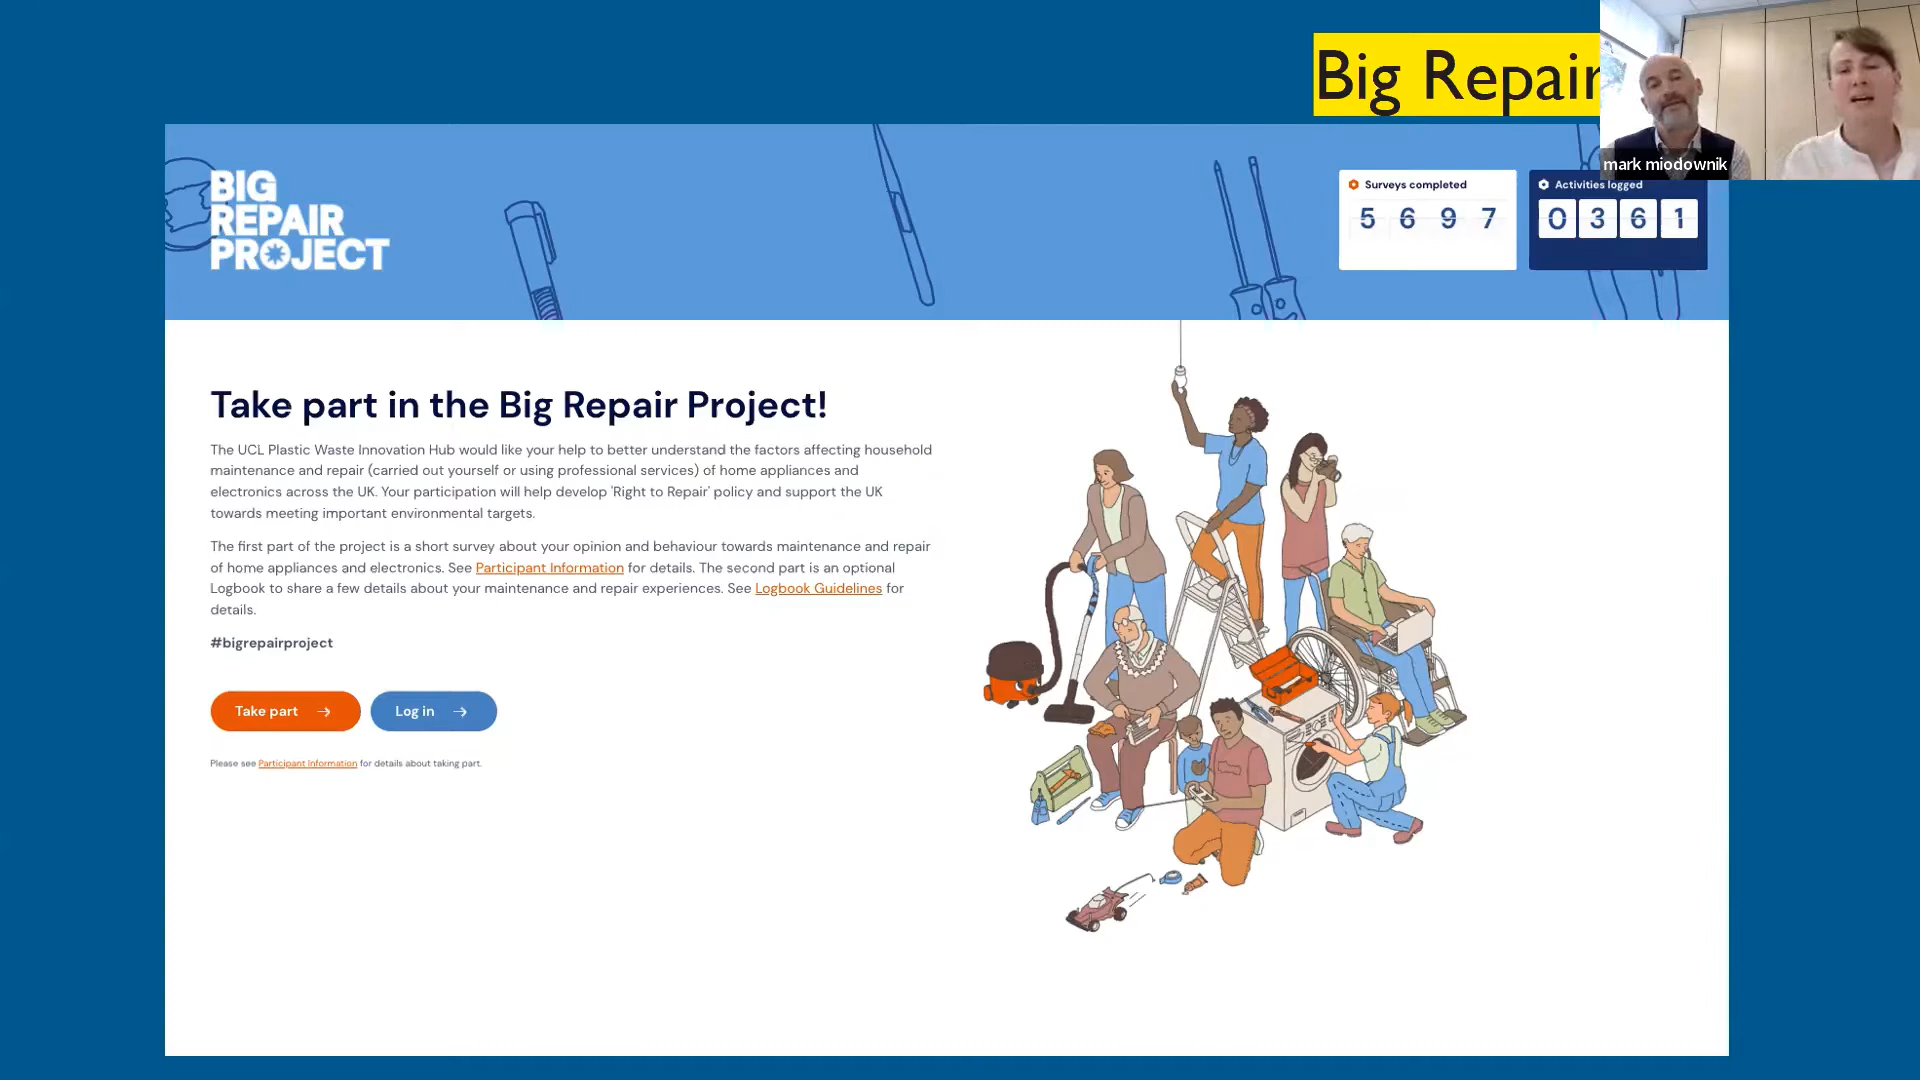 Big Repair
mark miodownik
BIG
REPAIR
PROJECT
Surveys completed
5 6 9 7
Activities logged
0 3 6 1
Take part in the Big Repair Project!
The UCL Plastic Waste Innovation Hub would like your help to better understand the factors affecting household
maintenance and repair (carried out yourself or using professional services) of home appliances and
electronics across the UK. Your participation will help develop 'Right to Repair' policy and support the UK
towards meeting important environmental targets.
The first part of the project is a short survey about your opinion and behaviour towards maintenance and repair
of home appliances and electronics. See Participant Information for details. The second part is an optional
Logbook to share a few details about your maintenance and repair experiences. See Logbook Guidelines for
details.
#bigrepairproject
Take part →
Log in →
Please see Participant Information for details about taking part.